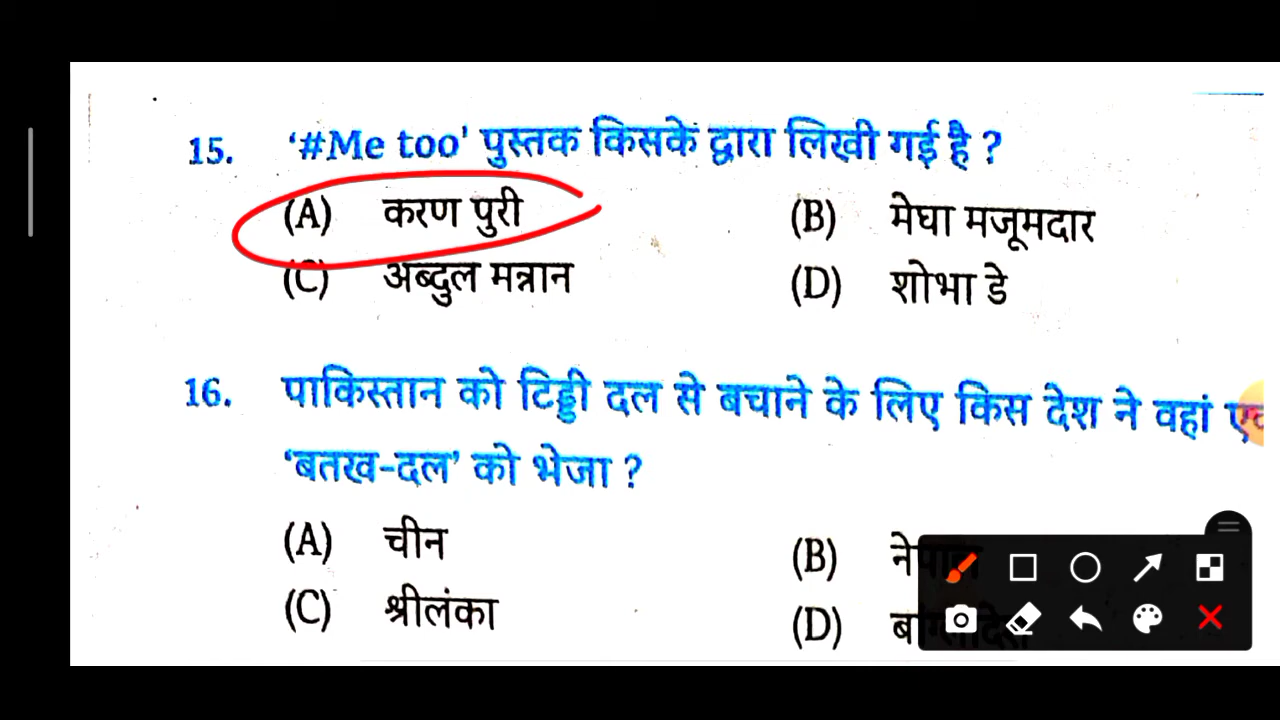 15. ‘#Me too’ पुस्तक किसके द्वारा लिखी गई है ?
(A) करण पुरी (B) मेघा मजूमदार
(C) अब्दुल मन्नान (D) शोभा डे
16. पाकिस्तान को टिड्डी दल से बचाने के लिए किस देश ने वहां
‘बतख-दल’ को भेजा ?
(A) चीन (B) नेपाल
(C) श्रीलंका (D) बांग्लादेश